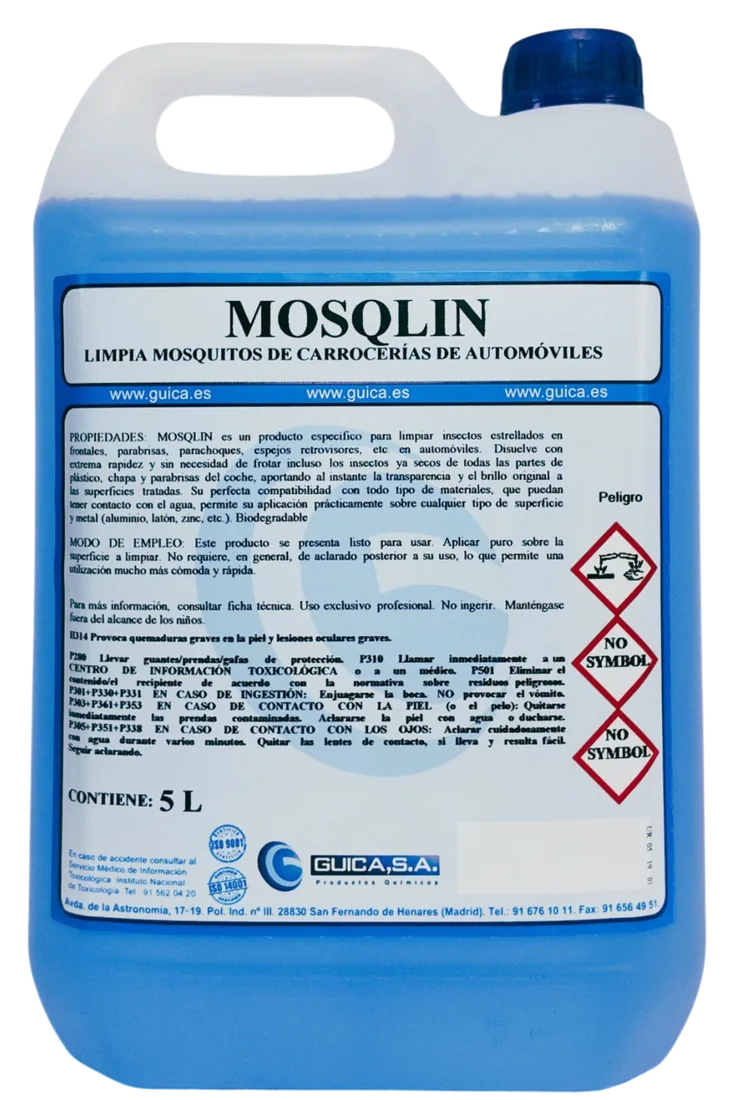 MOSQLIN
LIMPIA MOSQUITOS DE CARROCERÍAS DE AUTOMÓVILES
www.guica.es www.guica.es www.guica.es
PROPIEDADES: MOSQLIN es un producto especifico para limpiar insectos estrellados en
frontales, parabrisas, parachoques, espejos retrovisores, etc. en automóviles. Disuelve con
extrema rapidez y sin necesidad de frotar incluso los insectos ya secos de todas las partes de
plástico, chapa y parabrisas del coche, aportando al instante la transparencia y el brillo original a
las superficies tratadas. Su perfecta compatibilidad con todo tipo de materiales, que puedan
tener contacto con el agua, permite su aplicación prácticamente sobre cualquier tipo de superficie
y metal (aluminio, latón, zinc, etc.). Biodegradable
MODO DE EMPLEO: Este producto se presenta listo para usar. Aplicar puro sobre la
superficie a limpiar. No requiere, en general, de aclarado posterior a su uso, lo que permite una
utilización mucho más cómoda y rápida.
Para más información, consultar ficha técnica. Uso exclusivo profesional. No ingerir. Manténgase
fuera del alcance de los niños.
H314 Provoca quemaduras graves en la piel y lesiones oculares graves.
P280 Llevar guantes/prendas/gafas de protección. P310 Llamar inmediatamente a un
CENTRO DE INFORMACIÓN TOXICOLÓGICA o a un médico. P501 Eliminar el
contenido/el recipiente de acuerdo con la normativa sobre residuos peligrosos.
P301+P330+P331 EN CASO DE INGESTIÓN: Enjuagarse la boca. NO provocar el vómito.
P303+P361+P353 EN CASO DE CONTACTO CON LA PIEL (o el pelo): Quitarse
inmediatamente las prendas contaminadas. Aclararse la piel con agua o ducharse.
P305+P351+P338 EN CASO DE CONTACTO CON LOS OJOS: Aclarar cuidadosamente
con agua durante varios minutos. Quitar las lentes de contacto, si lleva y resulta fácil.
Seguir aclarando.
Peligro
NO
SYMBOL
NO
SYMBOL
CONTIENE: 5 L
En caso de accidente consultar al
Servicio Médico de Información
Toxicológica Instituto Nacional
de Toxicología Tel. 91 562 04 20
ISO 9001
ISO 14001
GUICA,S.A.
Productos Químicos
Avda. de la Astronomía, 17-19. Pol. Ind. nº III. 28830 San Fernando de Henares (Madrid). Tel.: 91 676 10 11. Fax: 91 656 49 51.